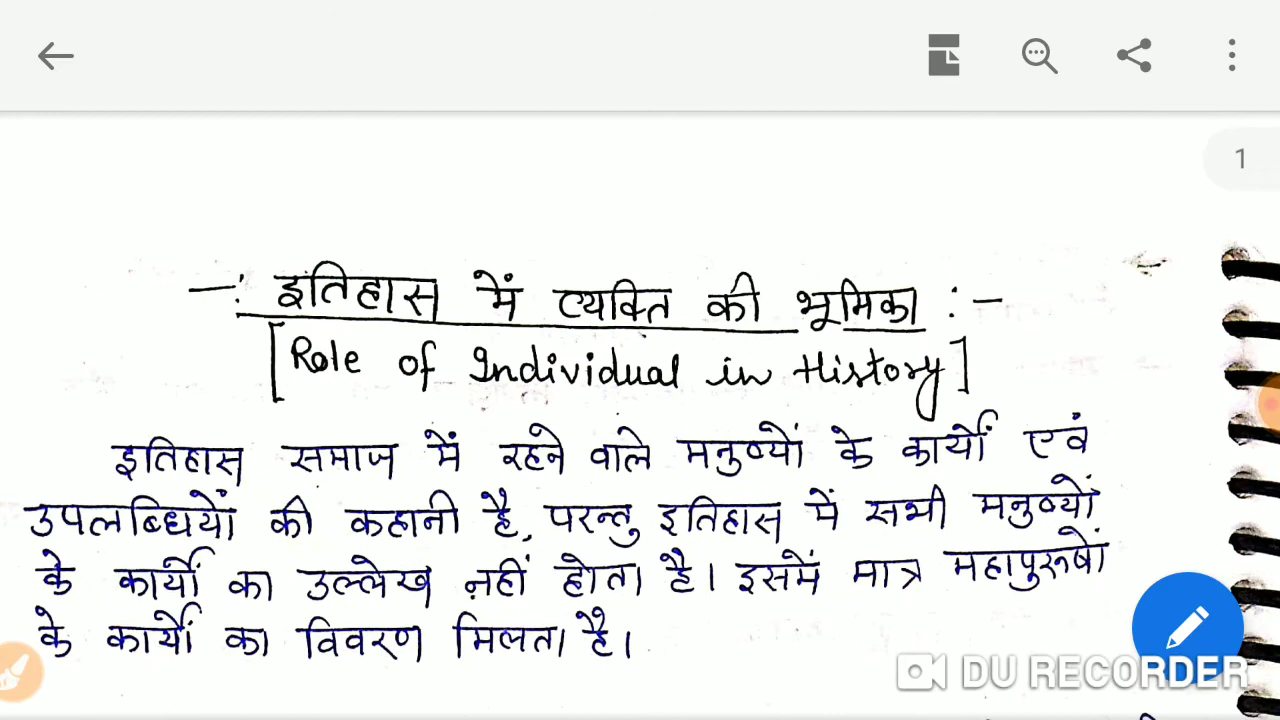 1
—: इतिहास में व्यक्ति की भूमिका :—
[Role of Individual in History]
इतिहास समाज में रहने वाले मनुष्यों के कार्यों एवं
उपलब्धियों की कहानी है, परन्तु इतिहास में सभी मनुष्यों
के कार्यों का उल्लेख नहीं होता है। इसमें मात्र महापुरूषों
के कार्यों का विवरण मिलता है।
DU RECORDER